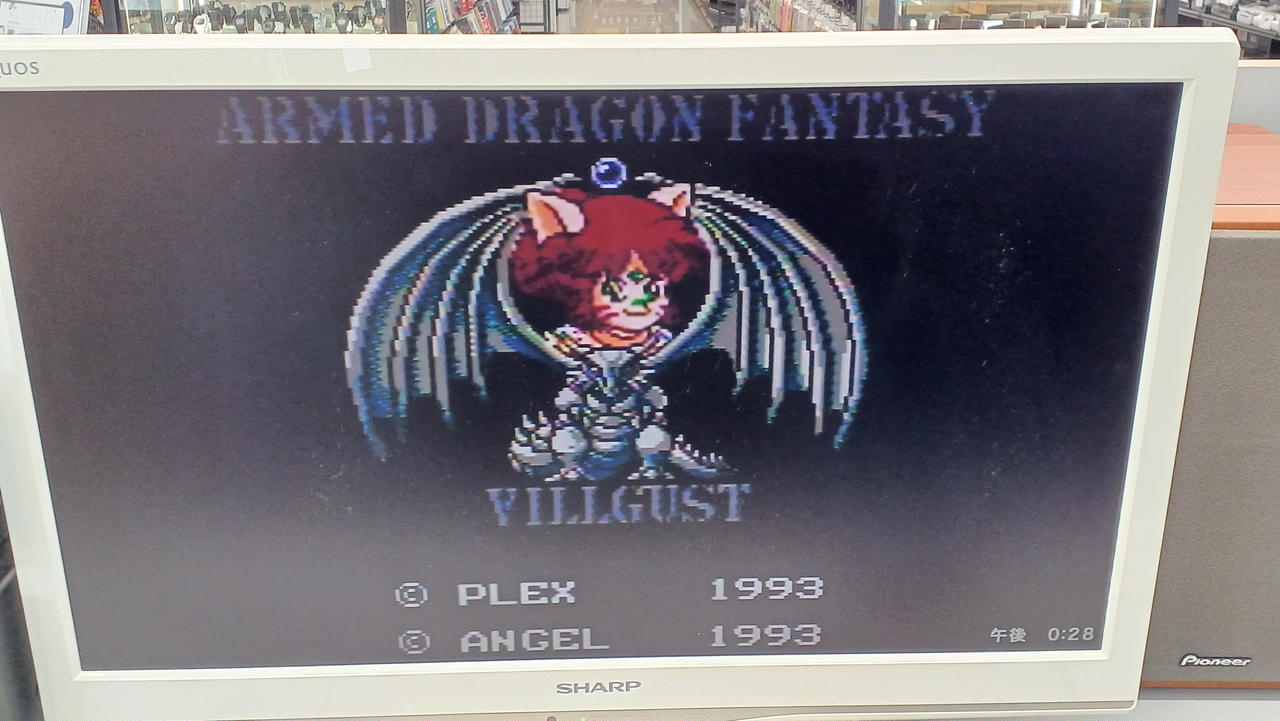 UOS
ARMED DRAGON FANTASY
VILLGUST
© PLEX 1993
© ANGEL 1993
午後 0:28
SHARP
Pioneer